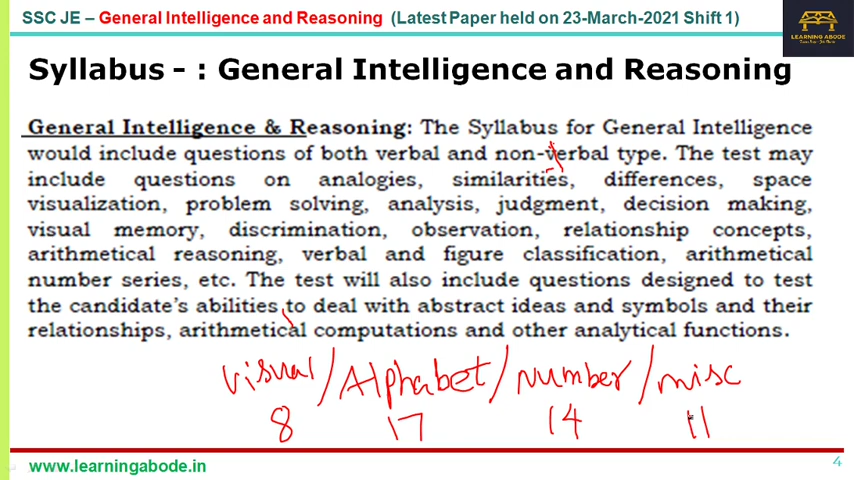 SSC JE – General Intelligence and Reasoning (Latest Paper held on 23-March-2021 Shift 1)
LEARNING ABODE
Syllabus - : General Intelligence and Reasoning
General Intelligence & Reasoning: The Syllabus for General Intelligence
would include questions of both verbal and non-verbal type. The test may
include questions on analogies, similarities, differences, space
visualization, problem solving, analysis, judgment, decision making,
visual memory, discrimination, observation, relationship concepts,
arithmetical reasoning, verbal and figure classification, arithmetical
number series, etc. The test will also include questions designed to test
the candidate's abilities to deal with abstract ideas and symbols and their
relationships, arithmetical computations and other analytical functions.
visual / Alphabet / number / misc
8 17 14 11
www.learningabode.in
4